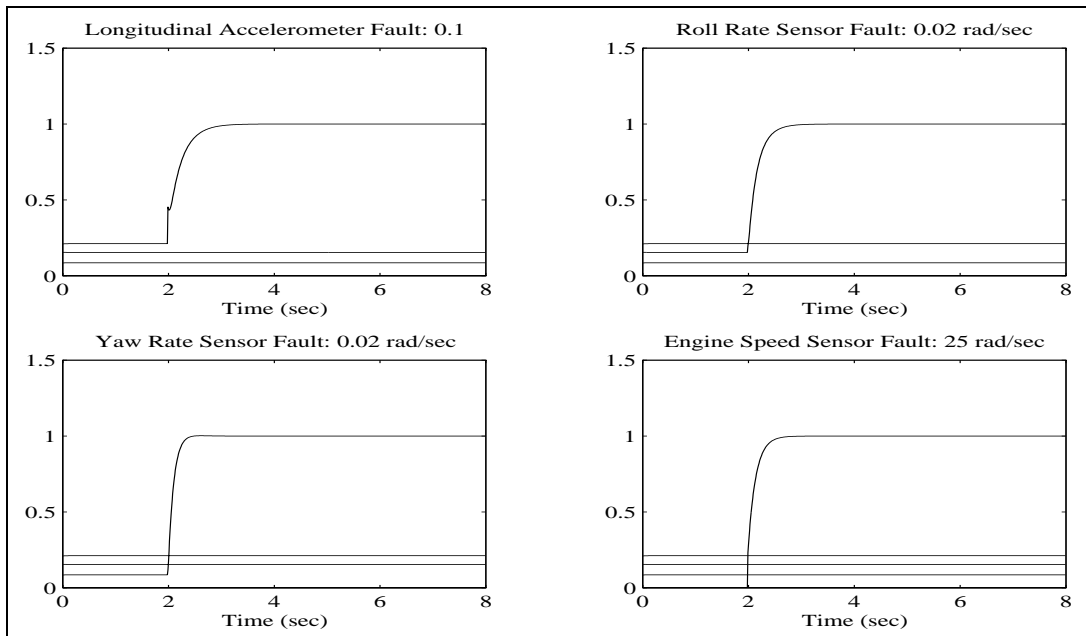 Longitudinal Accelerometer Fault: 0.1
1.5
1
0.5
0
0 2 4 6 8
Time (sec)
Roll Rate Sensor Fault: 0.02 rad/sec
1.5
1
0.5
0
0 2 4 6 8
Time (sec)
Yaw Rate Sensor Fault: 0.02 rad/sec
1.5
1
0.5
0
0 2 4 6 8
Time (sec)
Engine Speed Sensor Fault: 25 rad/sec
1.5
1
0.5
0
0 2 4 6 8
Time (sec)